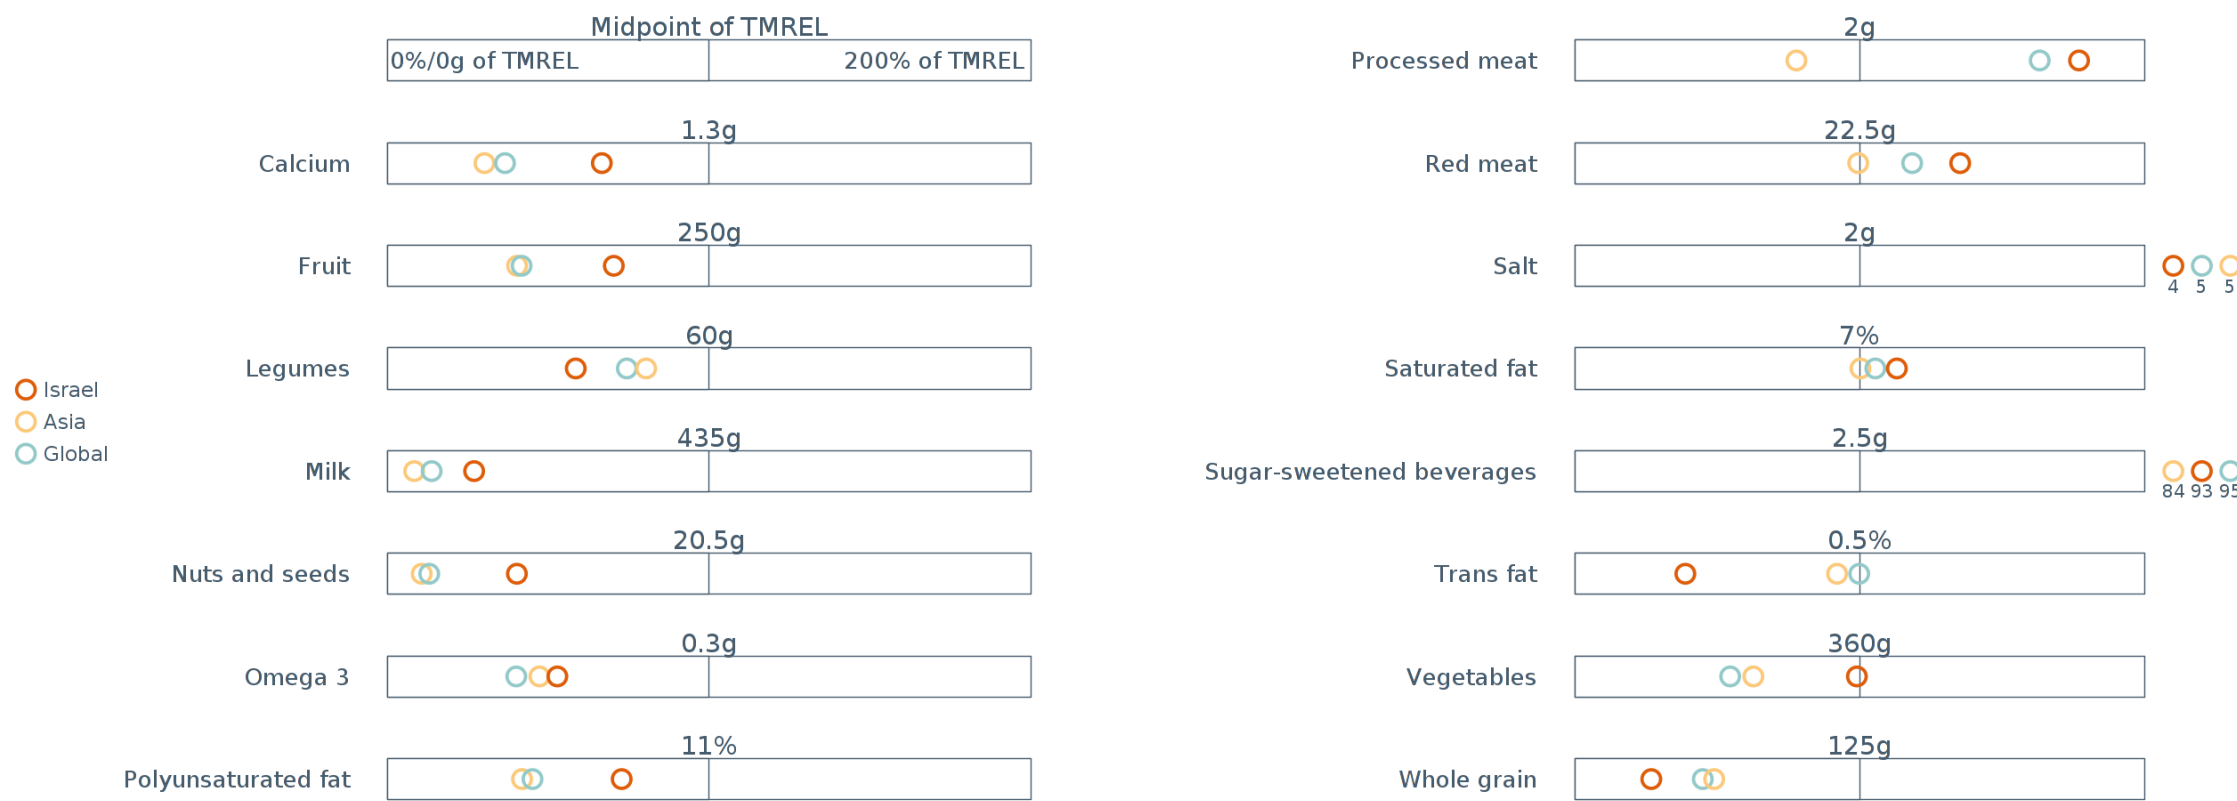 Midpoint of TMREL
0%/0g of TMREL
200% of TMREL
1.3g
Calcium
250g
Fruit
60g
Legumes
435g
Milk
20.5g
Nuts and seeds
0.3g
Omega 3
11%
Polyunsaturated fat
Israel
Asia
Global
2g
Processed meat
22.5g
Red meat
2g
Salt
4 5 5
7%
Saturated fat
2.5g
Sugar-sweetened beverages
84 93 95
0.5%
Trans fat
360g
Vegetables
125g
Whole grain